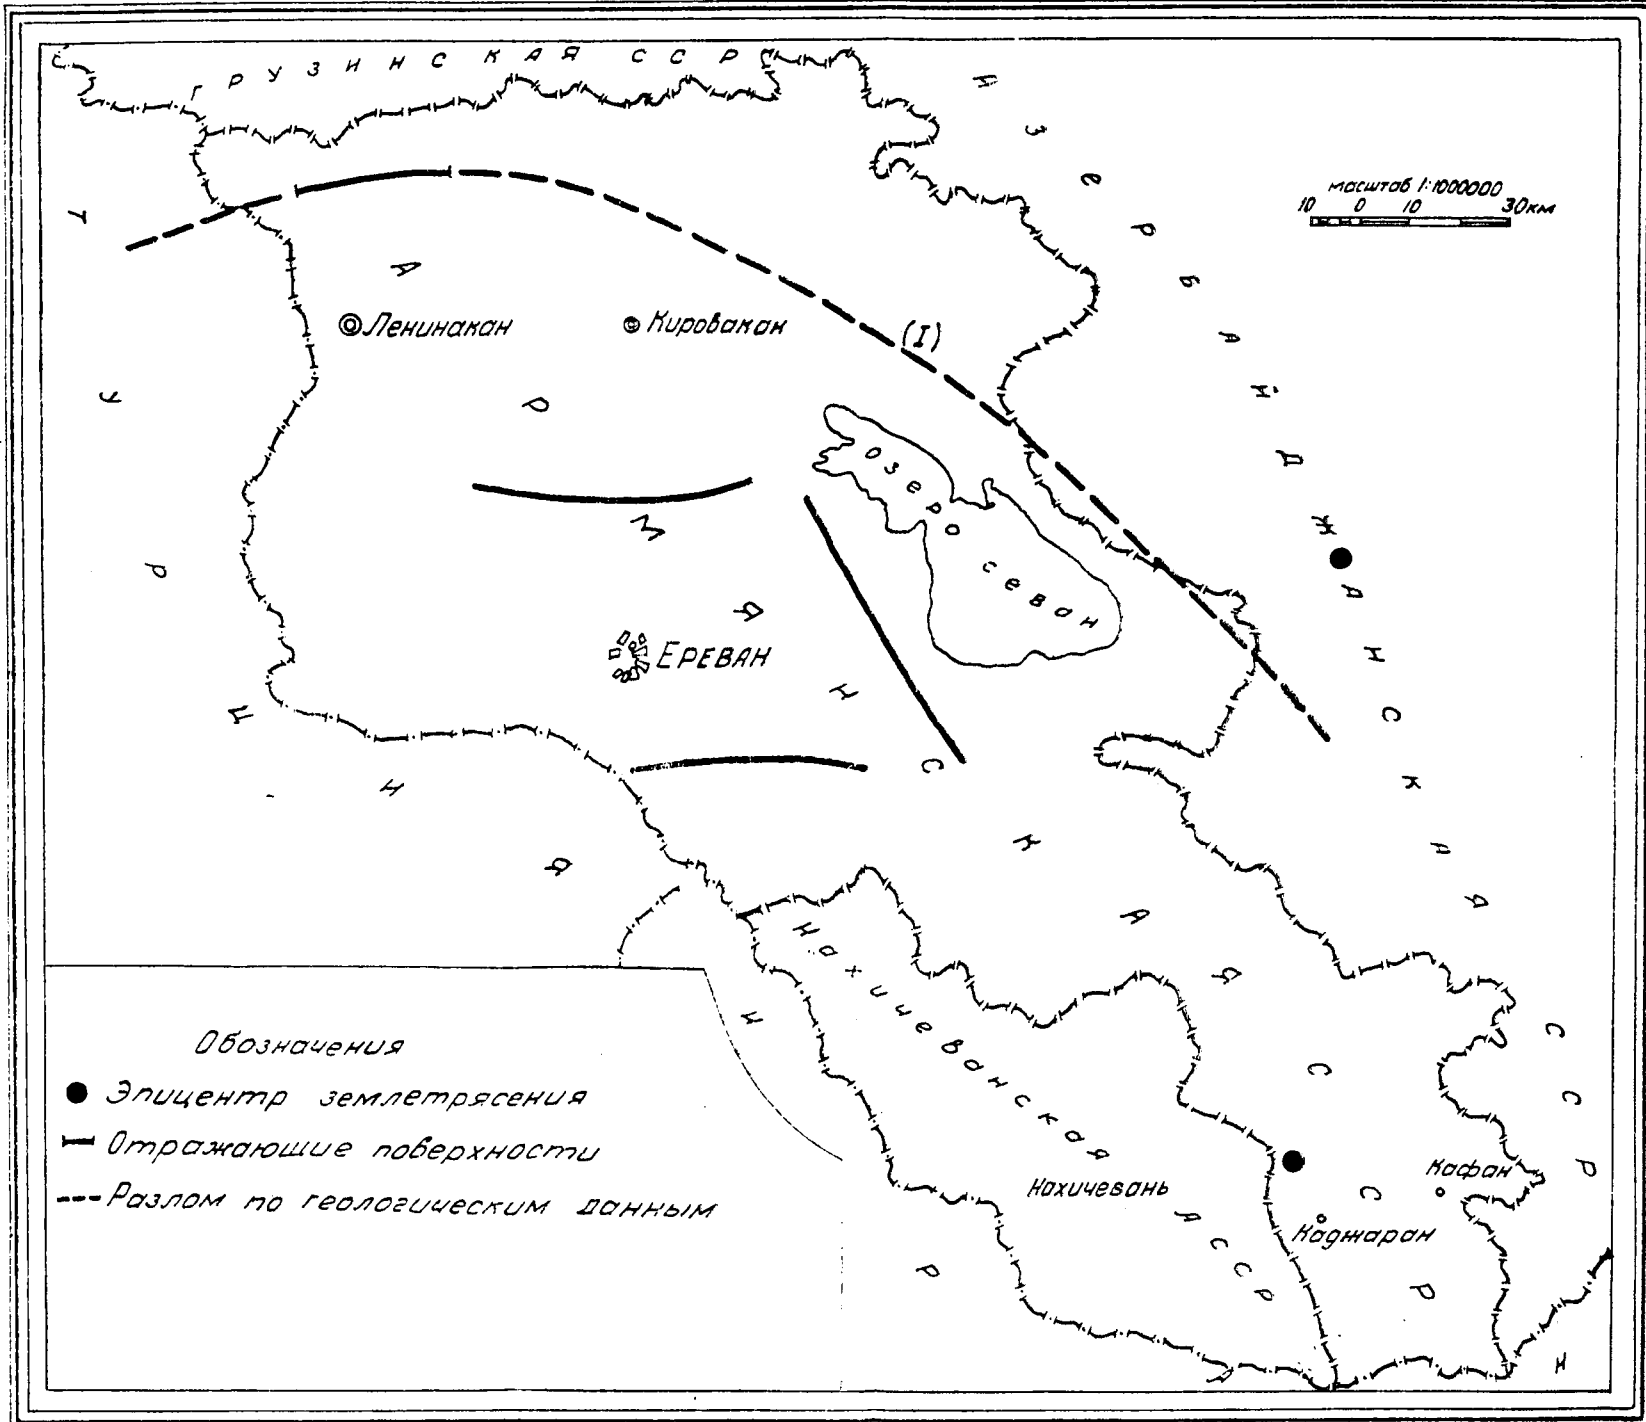 ГРУЗИНСКАЯ ССР
АЗЕРБАЙДЖАНСКАЯ ССР
масштаб 1:1000000
10 0 10 30км
ТУРЦИЯ
АРМЯНСКАЯ ССР
Ленинакан
Кировакан
(I)
озеро севан
ЕРЕВАН
Нахичеванская АССР
Нахичевань
Кафан
Каджаран
ИРАН
Обозначения
Эпицентр землетрясения
Отражающие поверхности
Разлом по геологическим данным